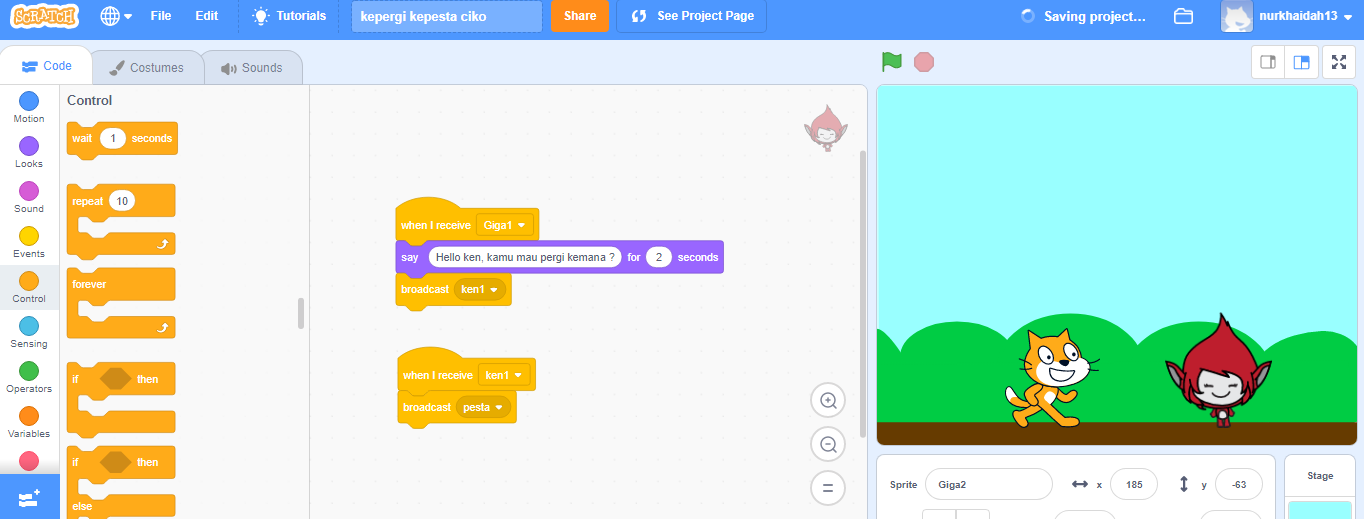 SCRATCH File Edit Tutorials kepergi kepesta ciko Share See Project Page Saving project... nurkhaidah13
Code Costumes Sounds
Motion
Looks
Sound
Events
Control
Sensing
Operators
Variables
Control
wait 1 seconds
repeat 10
forever
if then
if then
else
when I receive Giga1
say Hello ken, kamu mau pergi kemana ? for 2 seconds
broadcast ken1
when I receive ken1
broadcast pesta
Sprite Giga2 x 185 y -63
Stage